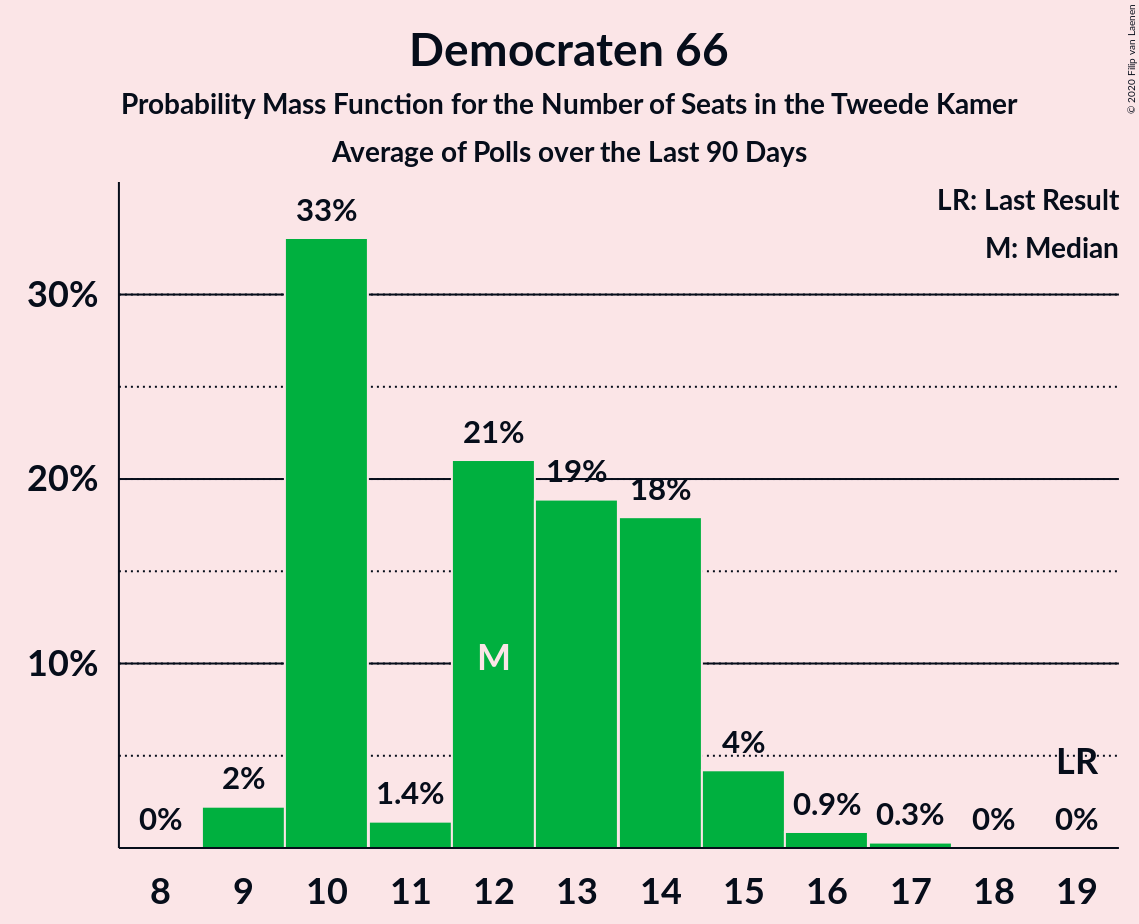 Democraten 66
Probability Mass Function for the Number of Seats in the Tweede Kamer
Average of Polls over the Last 90 Days
© 2020 Filip van Laenen
LR: Last Result
M: Median
33%
30%
21%
20%
19%
18%
10%
M
4%
LR
2%
1.4%
0.9%
0.3%
0%
0%
0%
8 9 10 11 12 13 14 15 16 17 18 19